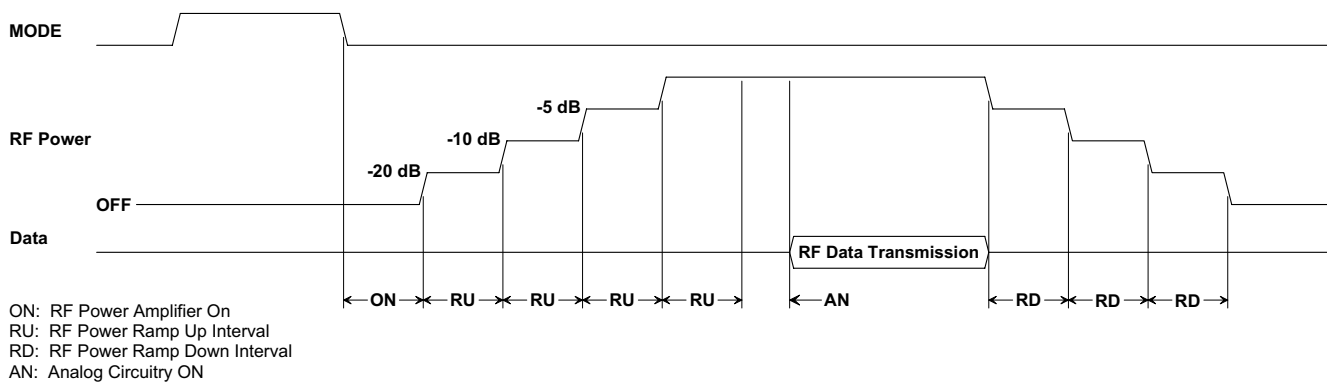 MODE
-5 dB
RF Power
-10 dB
-20 dB
OFF
Data
RF Data Transmission
ON RU RU RU RU AN RD RD RD
ON: RF Power Amplifier On
RU: RF Power Ramp Up Interval
RD: RF Power Ramp Down Interval
AN: Analog Circuitry ON